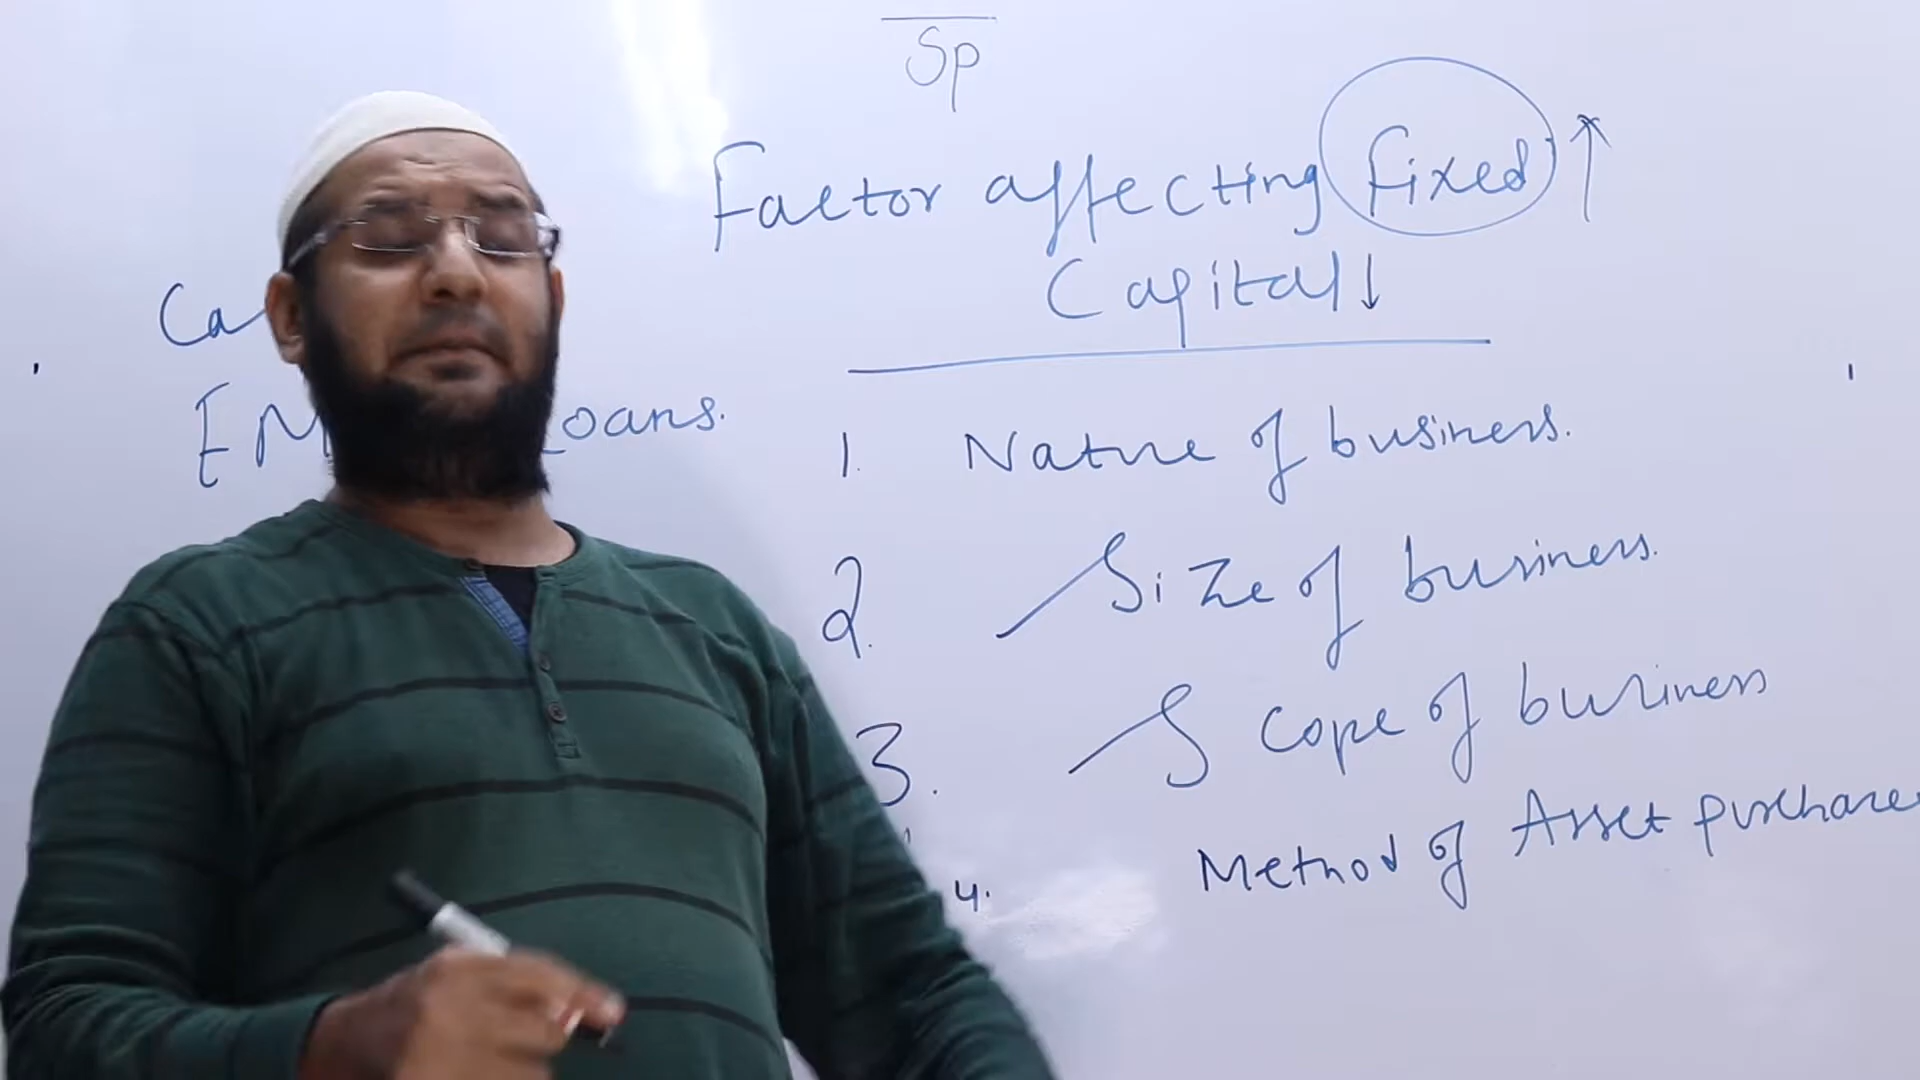 Sp
Factor affecting Fixed ↑
Capital ↓
Ca
EM Loans.
1. Nature of business.
2. Size of business.
3. Scope of business
4. Method of Asset purchase